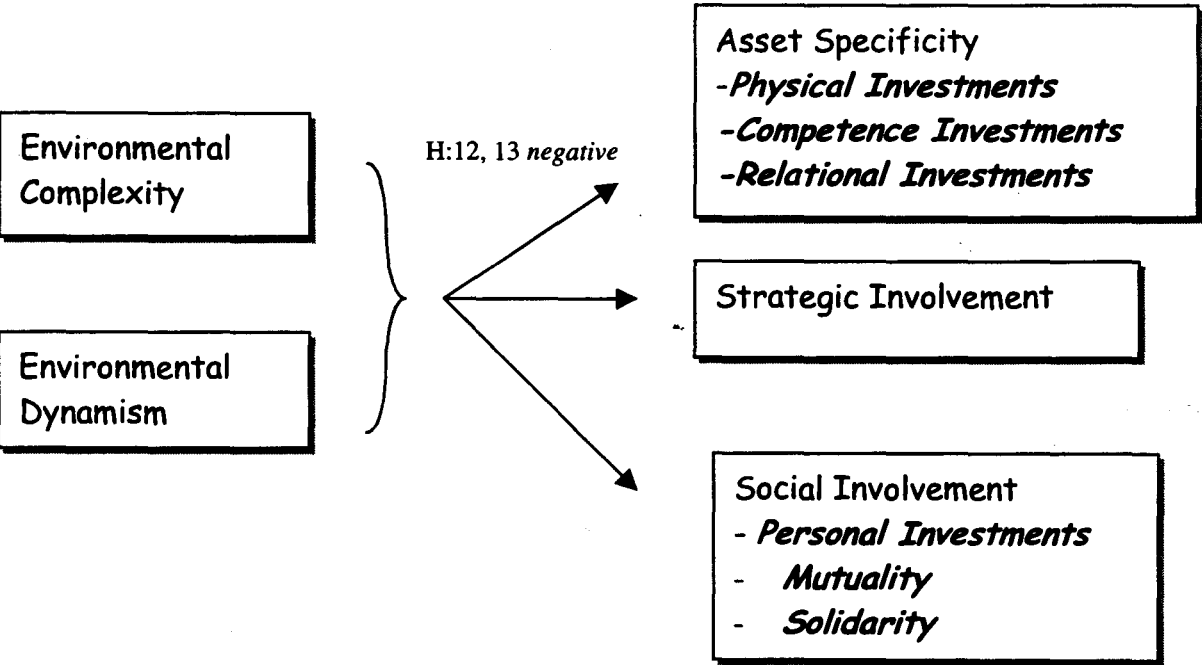 Environmental
Complexity
Environmental
Dynamism
H:12, 13 negative
Asset Specificity
-Physical Investments
-Competence Investments
-Relational Investments
Strategic Involvement
Social Involvement
- Personal Investments
- Mutuality
- Solidarity